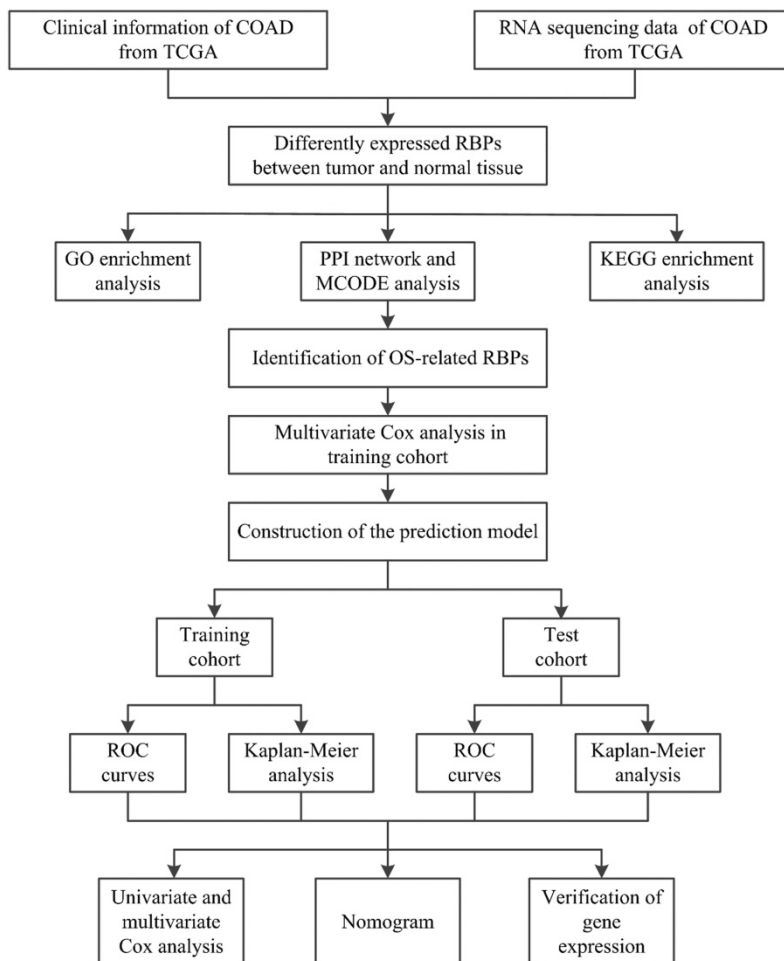 Clinical information of COAD
from TCGA
RNA sequencing data of COAD
from TCGA
Differently expressed RBPs
between tumor and normal tissue
GO enrichment
analysis
PPI network and
MCODE analysis
KEGG enrichment
analysis
Identification of OS-related RBPs
Multivariate Cox analysis in
training cohort
Construction of the prediction model
Training
cohort
Test
cohort
ROC
curves
Kaplan-Meier
analysis
ROC
curves
Kaplan-Meier
analysis
Univariate and
multivariate
Cox analysis
Nomogram
Verification of
gene
expression